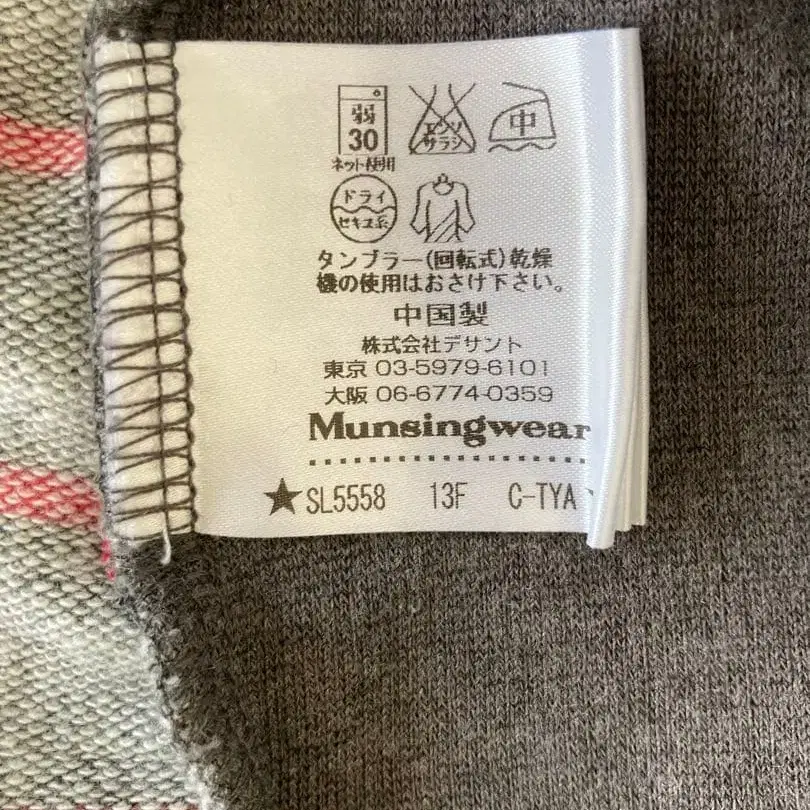 弱 エンソ 中
30 サラシ
ネット使用
ドライ
セキユ系
タンブラー(回転式)乾燥
機の使用はおさけ下さい。
中国製
株式会社デサント
東京 03-5979-6101
大阪 06-6774-0359
Munsingwear
★SL5558 13F C-TYA